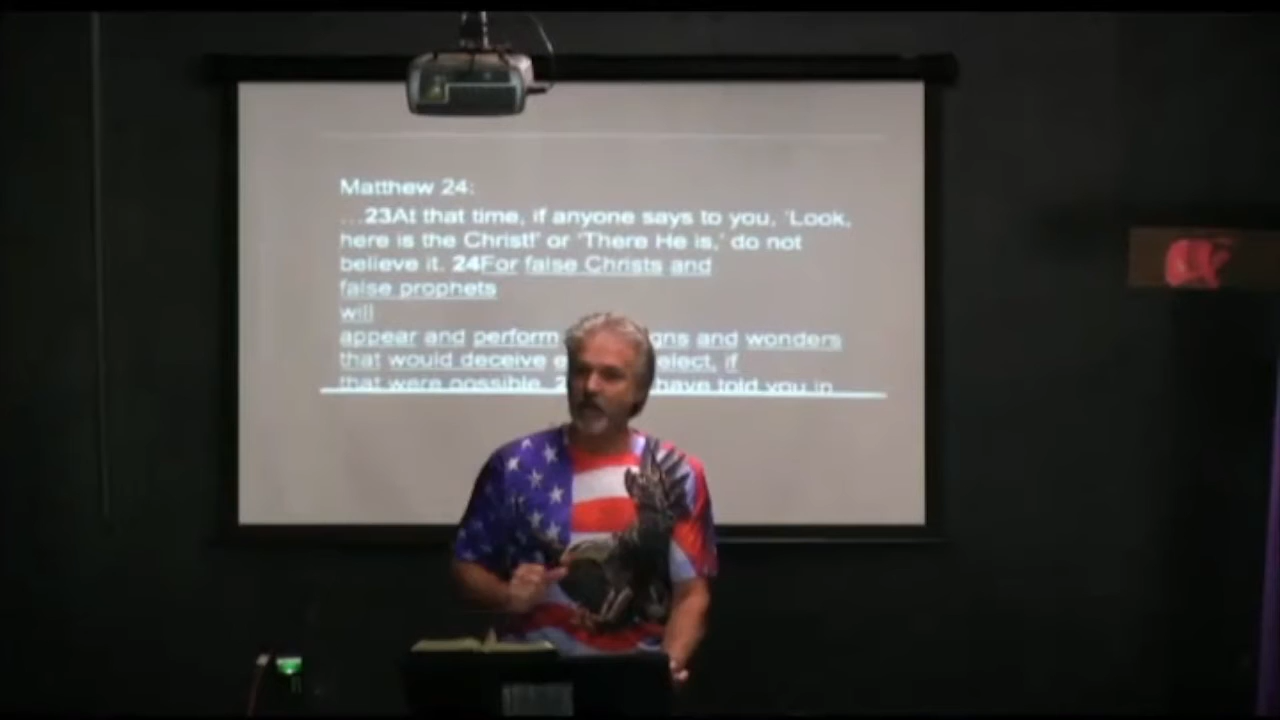 Matthew 24:
…23At that time, if anyone says to you, 'Look,
here is the Christ!' or 'There He is,' do not
believe it. 24For false Christs and
false prophets
will
appear and perform gns and wonders
that would deceive e elect, if
that were possible. 2 have told you in